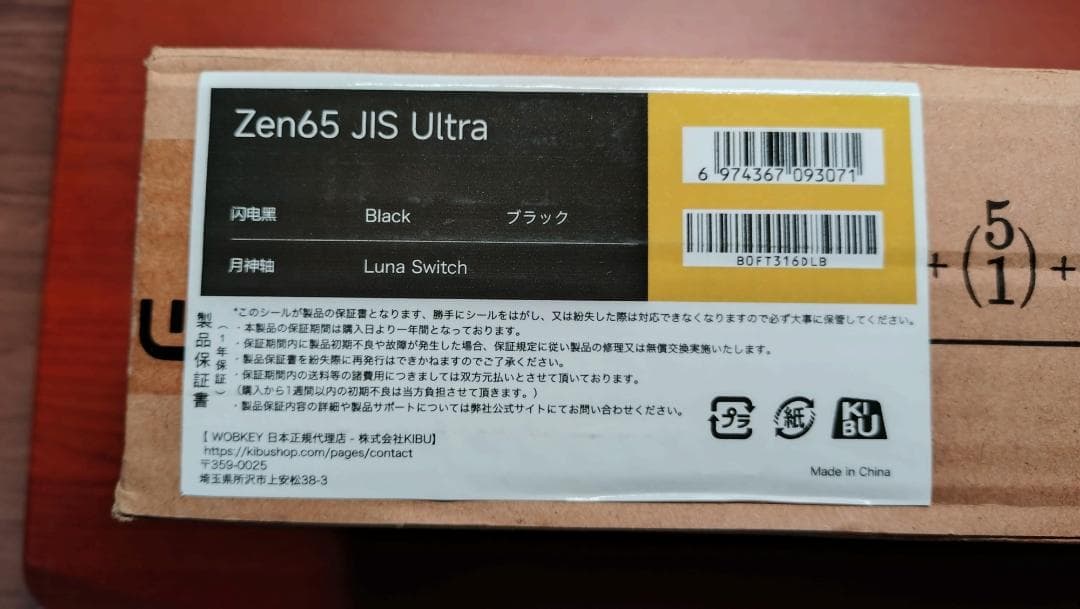 Zen65 JIS Ultra
闪电黑 Black ブラック
月神轴 Luna Switch
6 974367 093071
B0FT316DLB
製品保証書
(1年保証)
*このシールが製品の保証書となります、勝手にシールをはがし、又は紛失した際は対応できなくなりますので必ず大事に保管してください。
・本製品の保証期間は購入日より一年間となっております。
・保証期間内に製品初期不良や故障が発生した場合、保証規定に従い製品の修理又は無償交換実施いたします。
・製品保証書を紛失際に再発行はできかねますのでご了承ください。
・保証期間内の送料等の諸費用につきましては双方元払いとさせて頂いております。
(購入から1週間以内の初期不良は当方負担させて頂きます。)
・製品保証内容の詳細や製品サポートについては弊社公式サイトにてお問い合わせください。
【 WOBKEY 日本正規代理店 - 株式会社KIBU】
https://kibushop.com/pages/contact
〒359-0025
埼玉県所沢市上安松38-3
プラ
紙
KIBU
Made in China
+(5
1)+